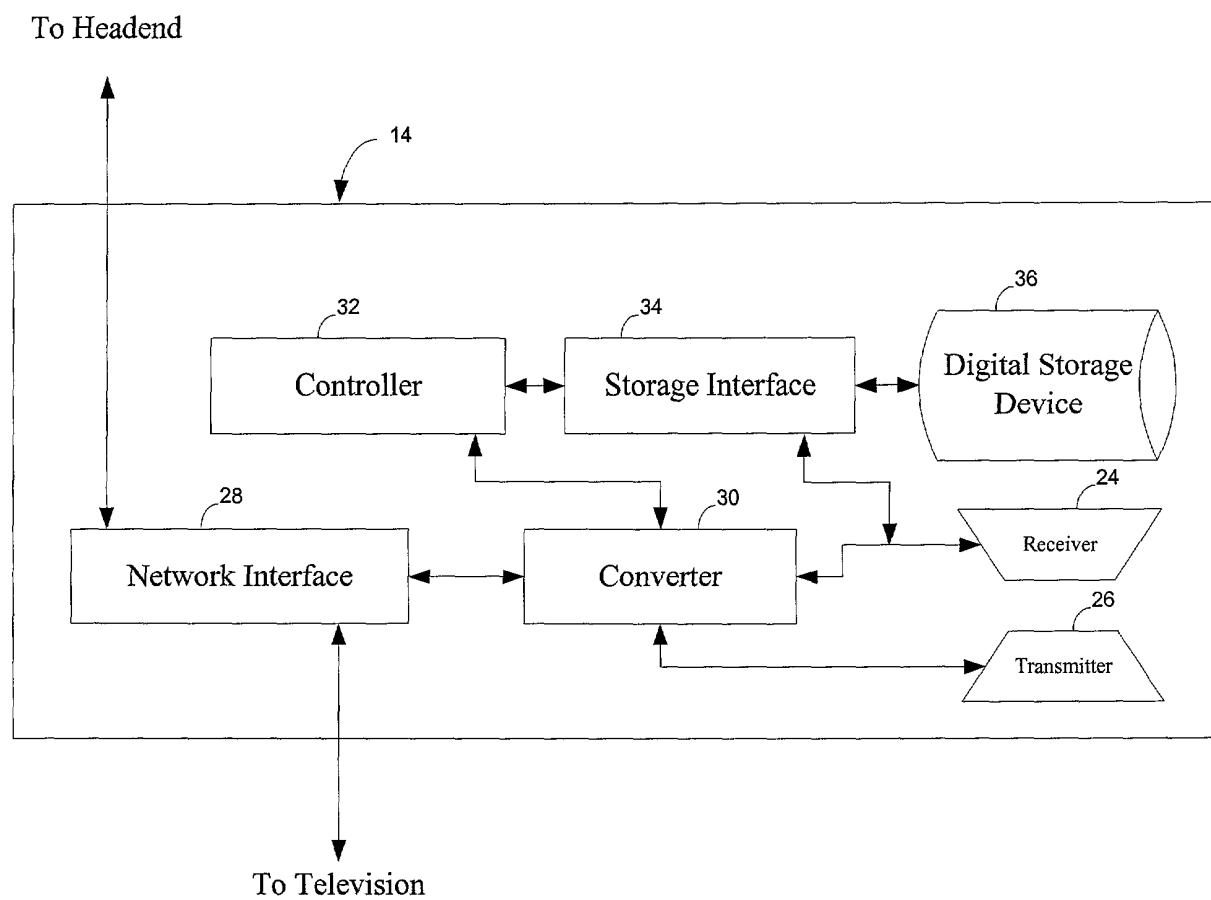 To Headend
14
32
Controller
34
Storage Interface
36
Digital Storage
Device
28
Network Interface
30
Converter
24
Receiver
26
Transmitter
To Television